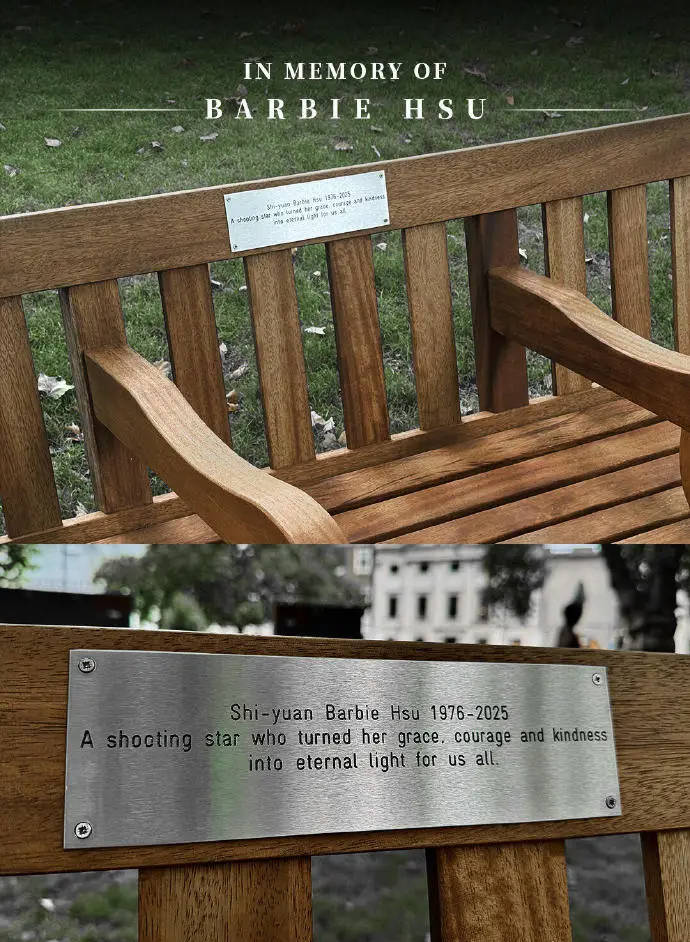 IN MEMORY OF
BARBIE HSU
Shi-yuan Barbie Hsu 1976-2025
A shooting star who turned her grace, courage and kindness
into eternal light for us all.
Shi-yuan Barbie Hsu 1976-2025
A shooting star who turned her grace, courage and kindness
into eternal light for us all.